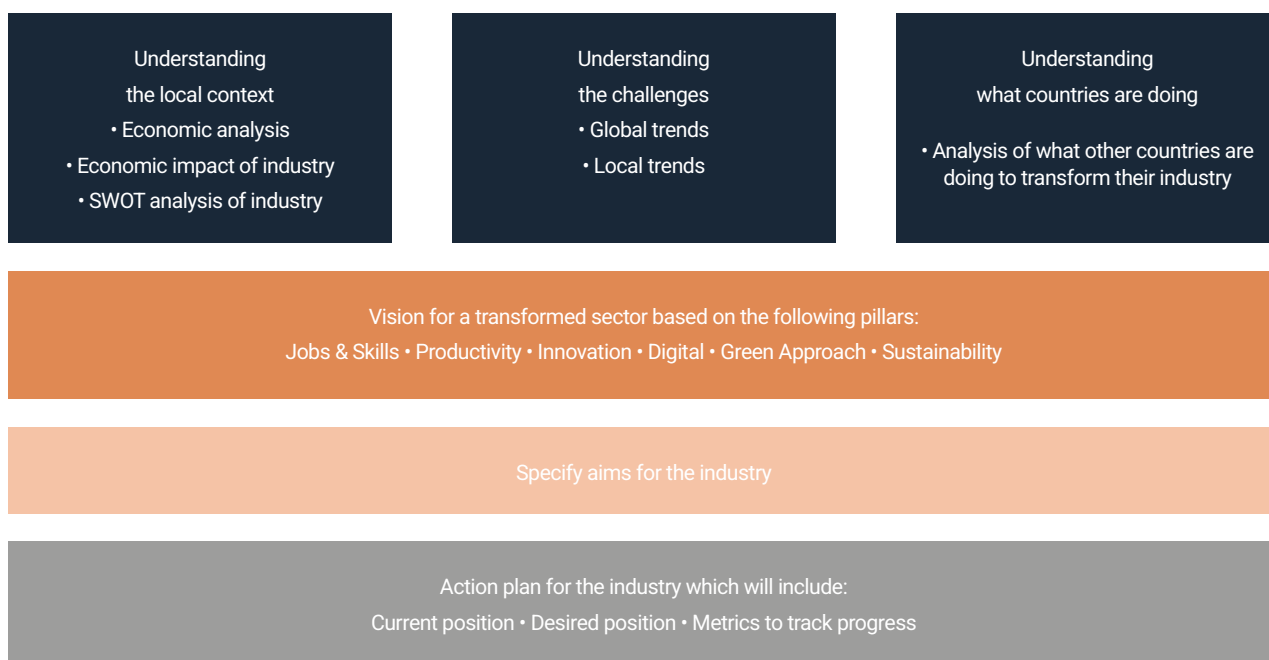 Understanding
the local context
• Economic analysis
• Economic impact of industry
• SWOT analysis of industry
Understanding
the challenges
• Global trends
• Local trends
Understanding
what countries are doing
• Analysis of what other countries are
doing to transform their industry
Vision for a transformed sector based on the following pillars:
Jobs & Skills • Productivity • Innovation • Digital • Green Approach • Sustainability
Specify aims for the industry
Action plan for the industry which will include:
Current position • Desired position • Metrics to track progress